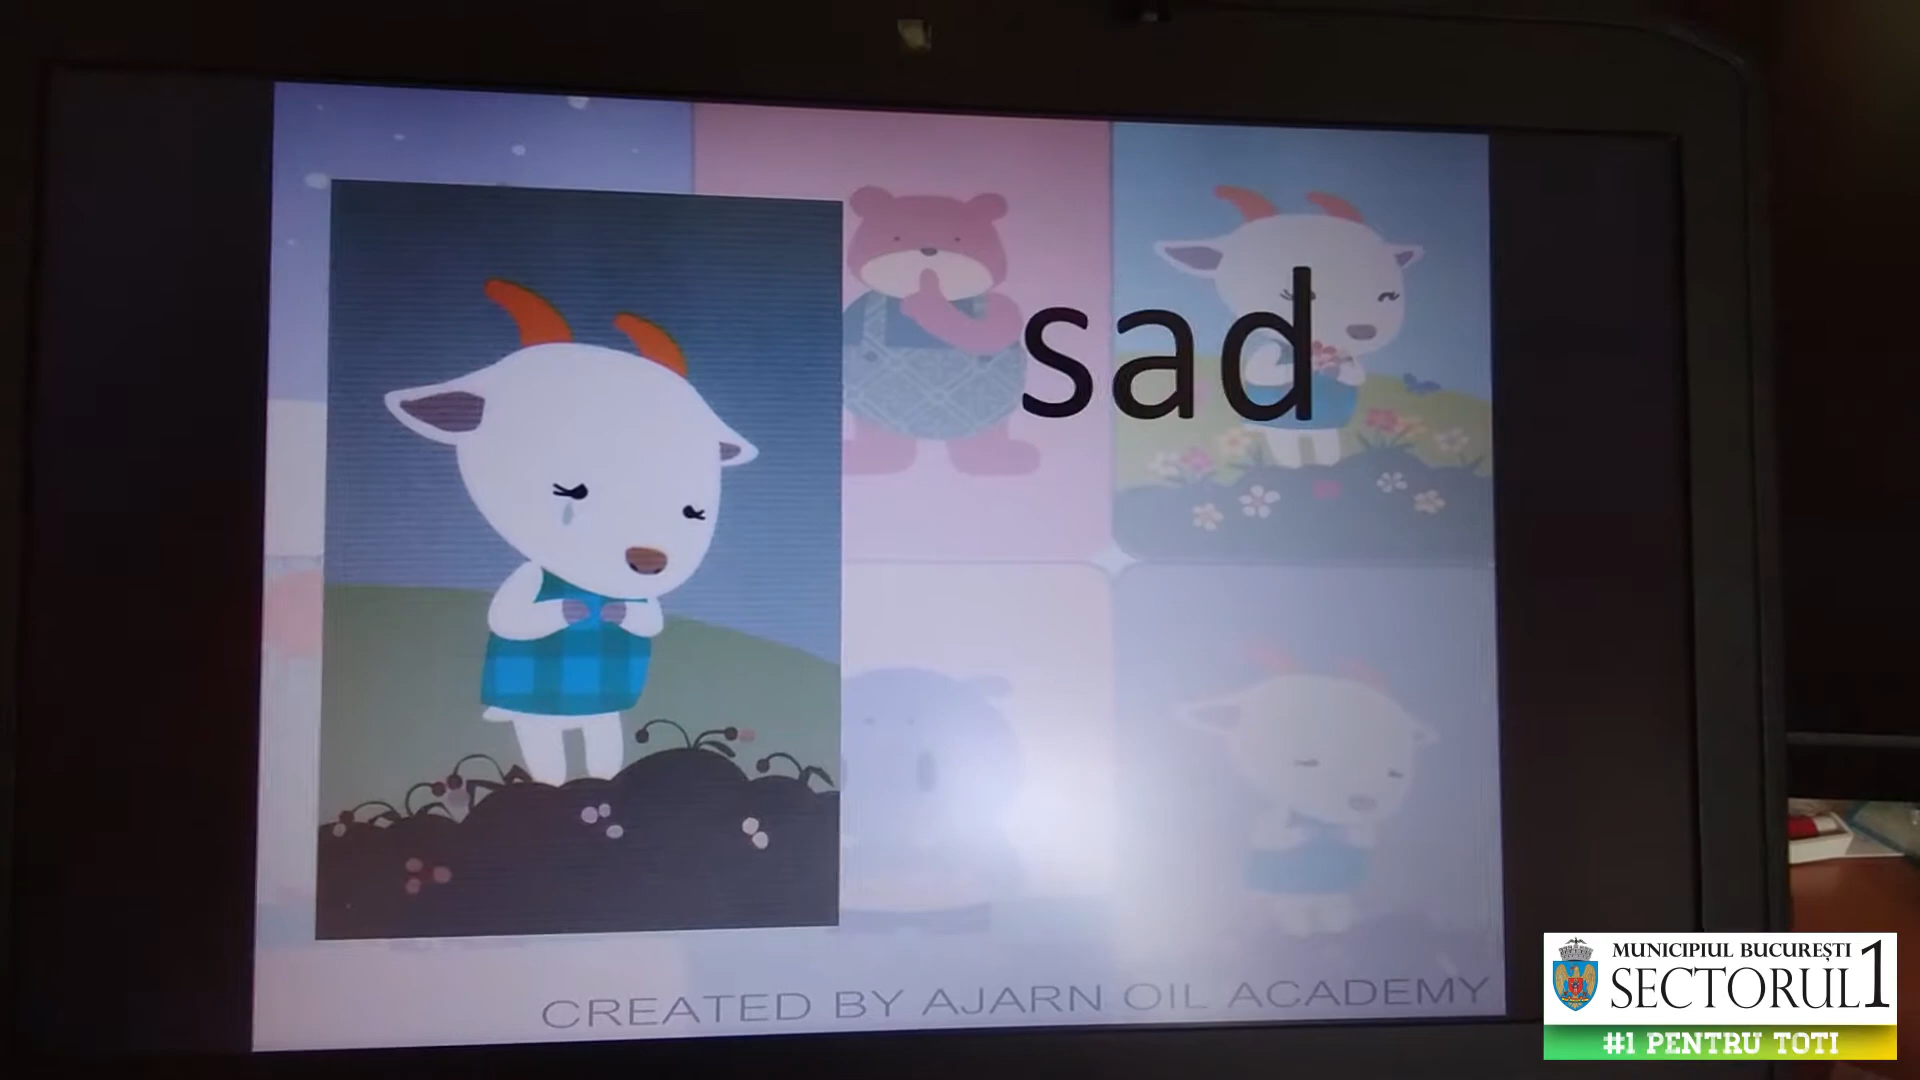 sad
CREATED BY AJARN OIL ACADEMY
MUNICIPIUL BUCUREȘTI
SECTORUL 1
#1 PENTRU TOTI